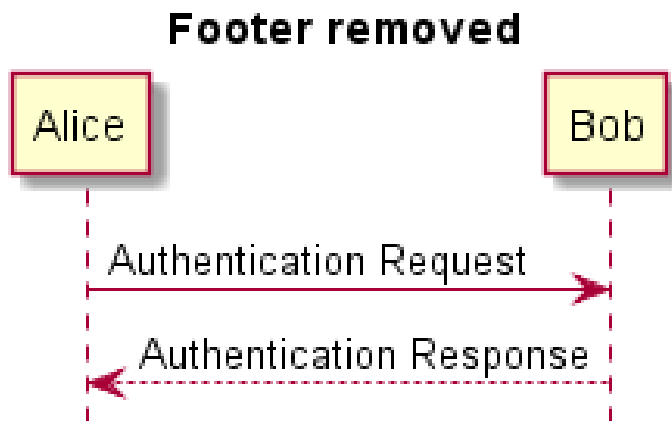 Footer removed
Alice
Bob
Authentication Request
Authentication Response